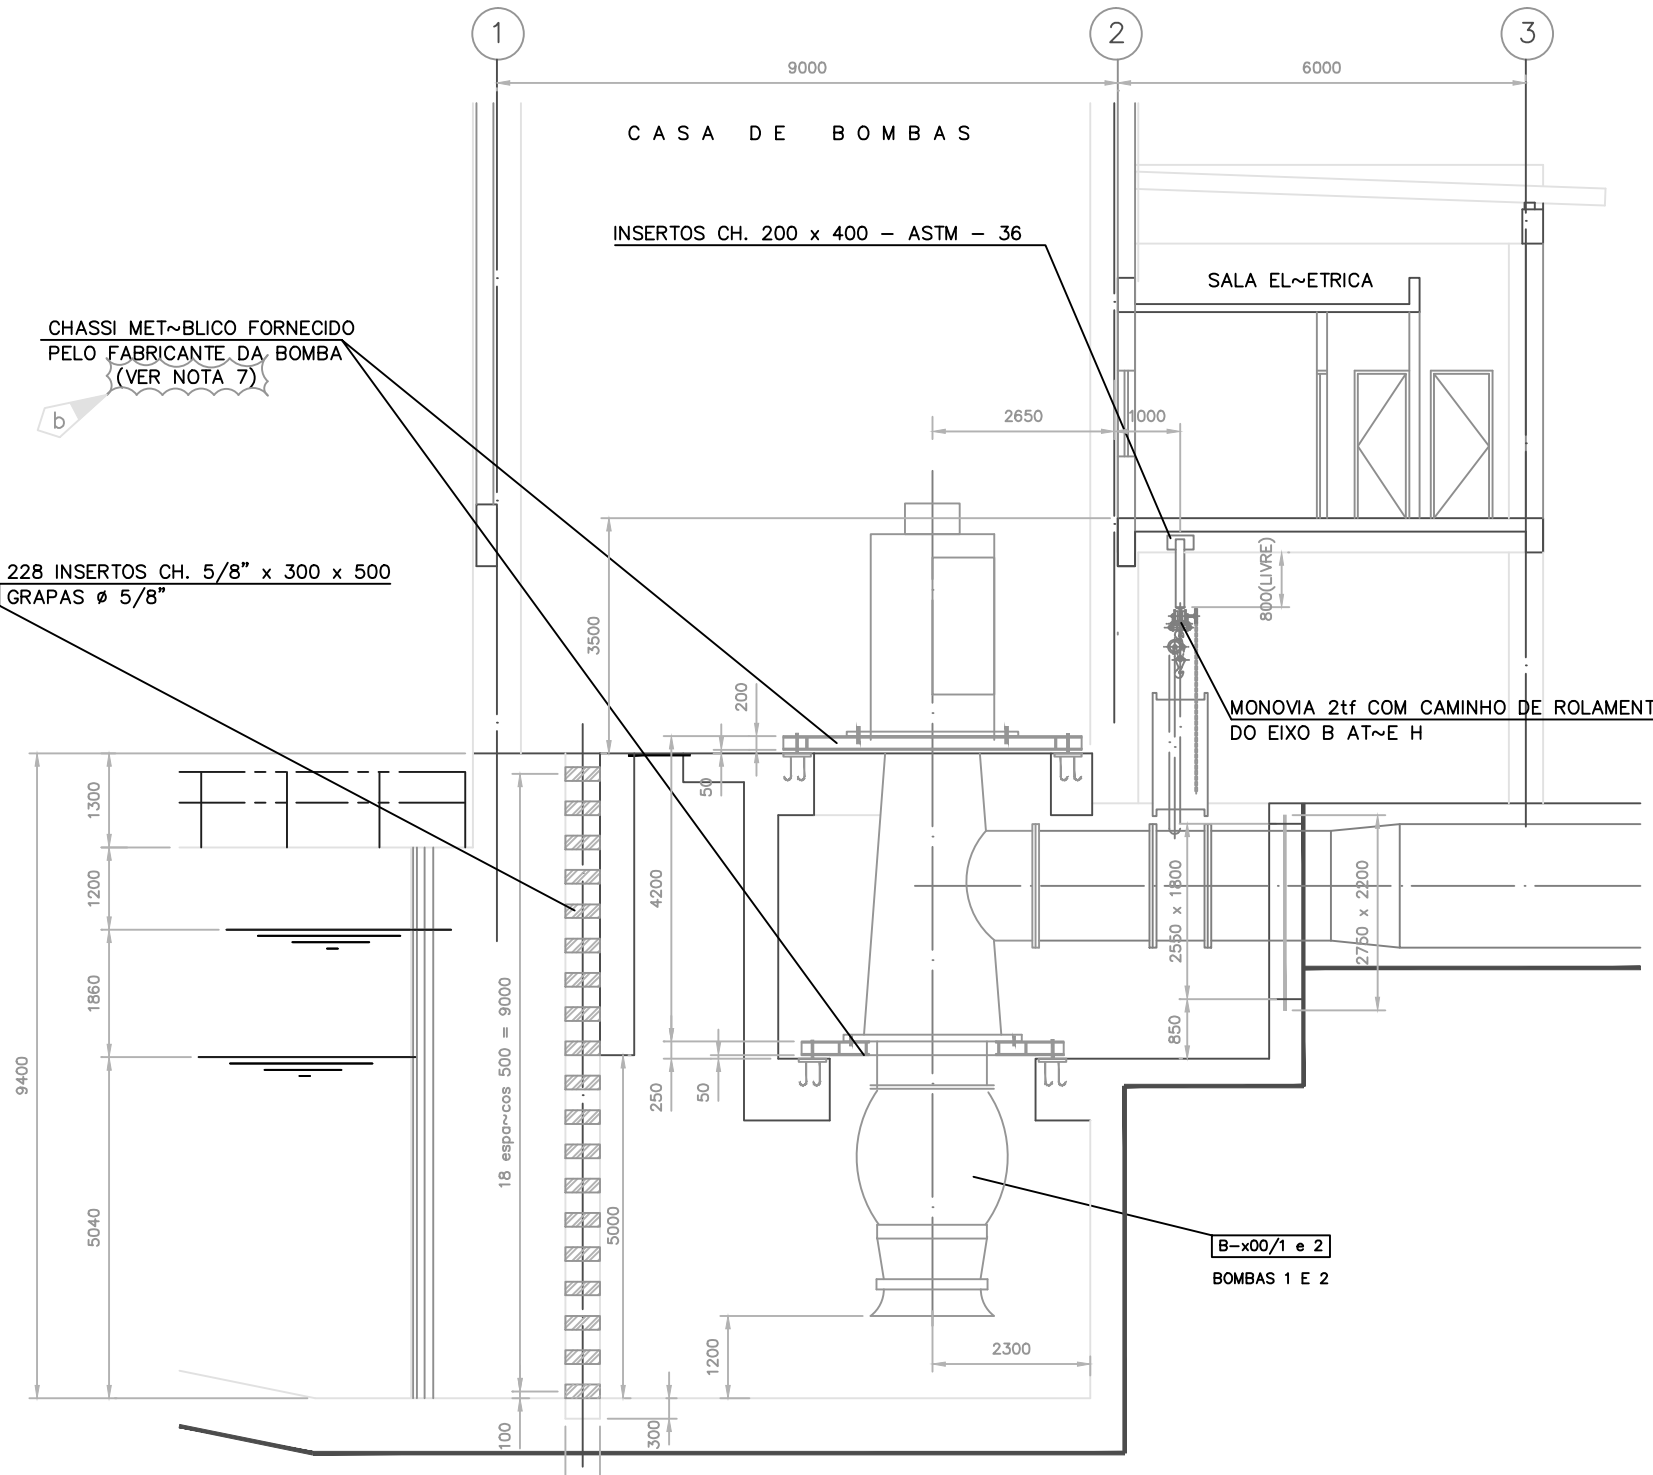 1
2
3
9000
6000
CASA DE BOMBAS
INSERTOS CH. 200 x 400 - ASTM - 36
SALA EL~ETRICA
CHASSI MET~BLICO FORNECIDO
PELO FABRICANTE DA BOMBA
(VER NOTA 7)
b
2650
1000
228 INSERTOS CH. 5/8" x 300 x 500
GRAPAS ø 5/8"
800(LIVRE)
3500
200
50
MONOVIA 2tf COM CAMINHO DE ROLAMENT
DO EIXO B AT~E H
1300
1200
1860
5040
9400
18 espa~cos 500 = 9000
4200
2550 x 1800
2750 x 2200
850
250
50
5000
B-x00/1 e 2
BOMBAS 1 E 2
1200
2300
100
300